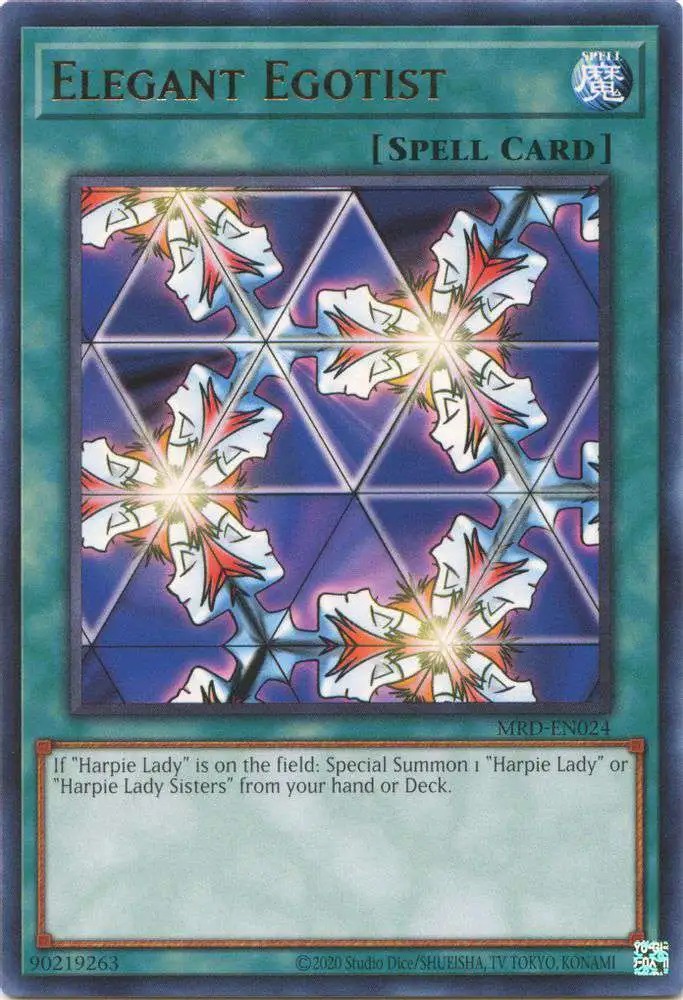 ELEGANT EGOTIST
SPELL
魔
[SPELL CARD]
MRD-EN024
If "Harpie Lady" is on the field: Special Summon 1 "Harpie Lady" or
"Harpie Lady Sisters" from your hand or Deck.
90219263
©2020 Studio Dice/SHUEISHA, TV TOKYO, KONAMI